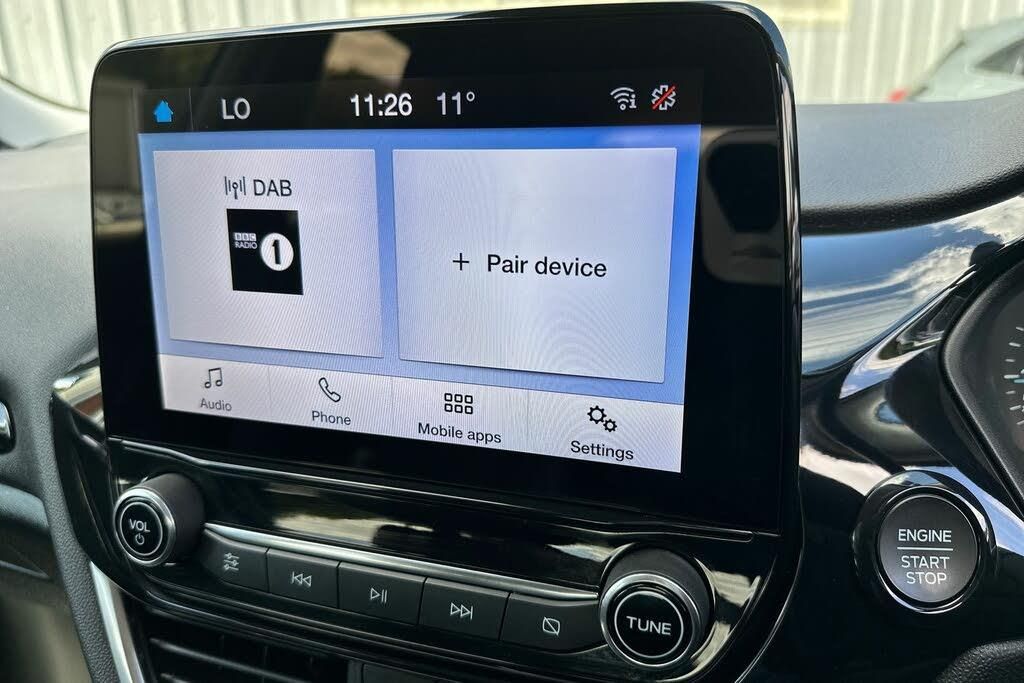 LO 11:26 11°
DAB
BBC
RADIO
1
+ Pair device
Audio
Phone
Mobile apps
Settings
VOL
TUNE
ENGINE
START
STOP